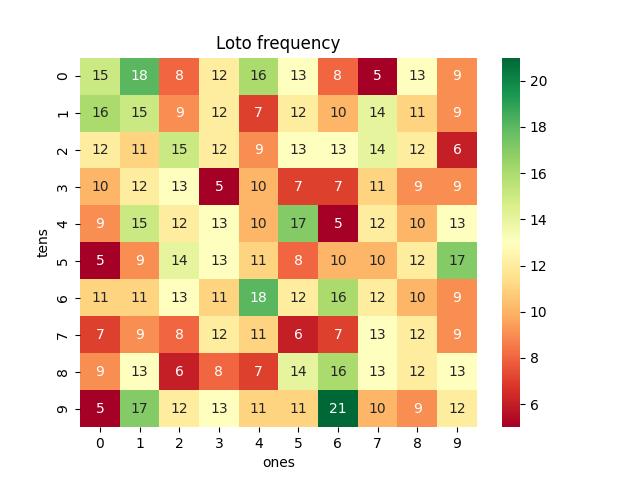 Loto frequency
0 15 18 8 12 16 13 8 5 13 9
1 16 15 9 12 7 12 10 14 11 9
2 12 11 15 12 9 13 13 14 12 6
3 10 12 13 5 10 7 7 11 9 9
4 9 15 12 13 10 17 5 12 10 13
5 5 9 14 13 11 8 10 10 12 17
6 11 11 13 11 18 12 16 12 10 9
7 7 9 8 12 11 6 7 13 12 9
8 9 13 6 8 7 14 16 13 12 13
9 5 17 12 13 11 11 21 10 9 12
0 1 2 3 4 5 6 7 8 9
ones
tens
20
18
16
14
12
10
8
6